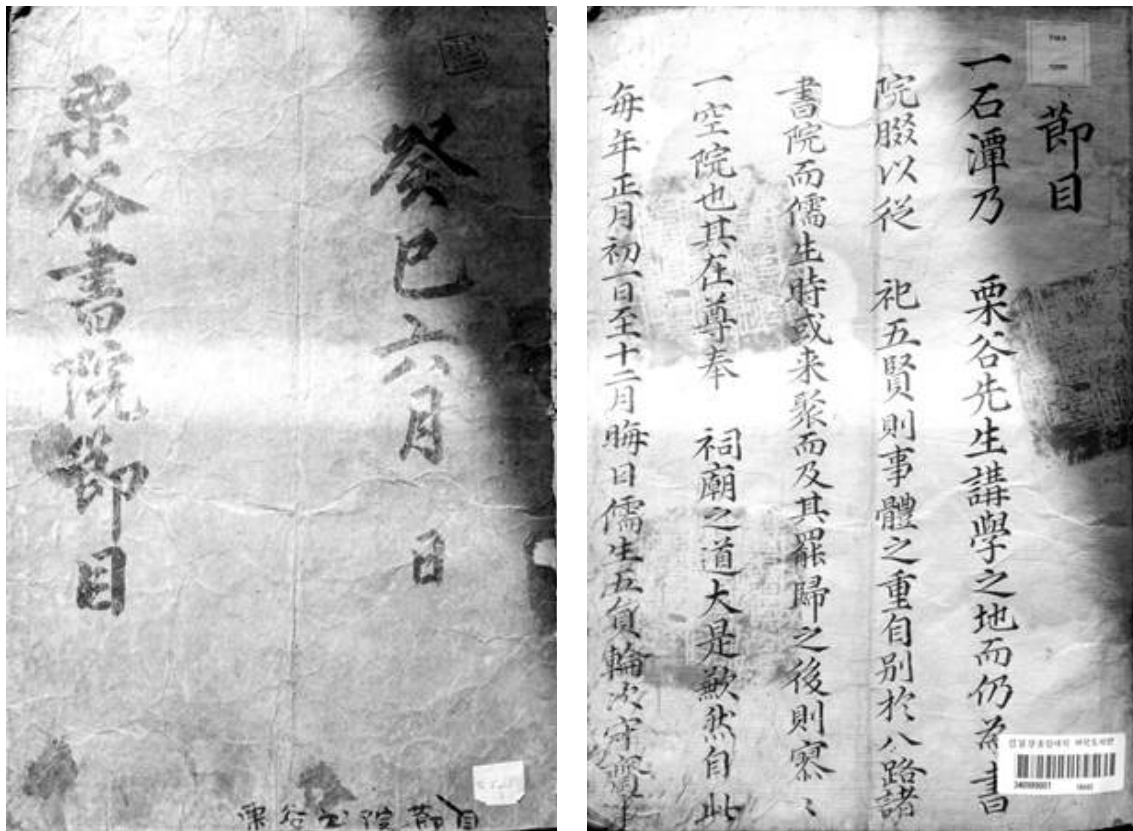 癸巳六月 日
栗谷書院節目
栗谷書院節目
節目
一石潭乃 栗谷先生講學之地而仍為書
院腏以從 祀五賢則事體之重自別於八路諸
書院而儒生時或来聚而及其罷歸之後則寥〻
一空院也其在尊奉 祠廟之道大是歉然自此
每年正月初一日至十二月晦日儒生五員輪次守齋事
340999001